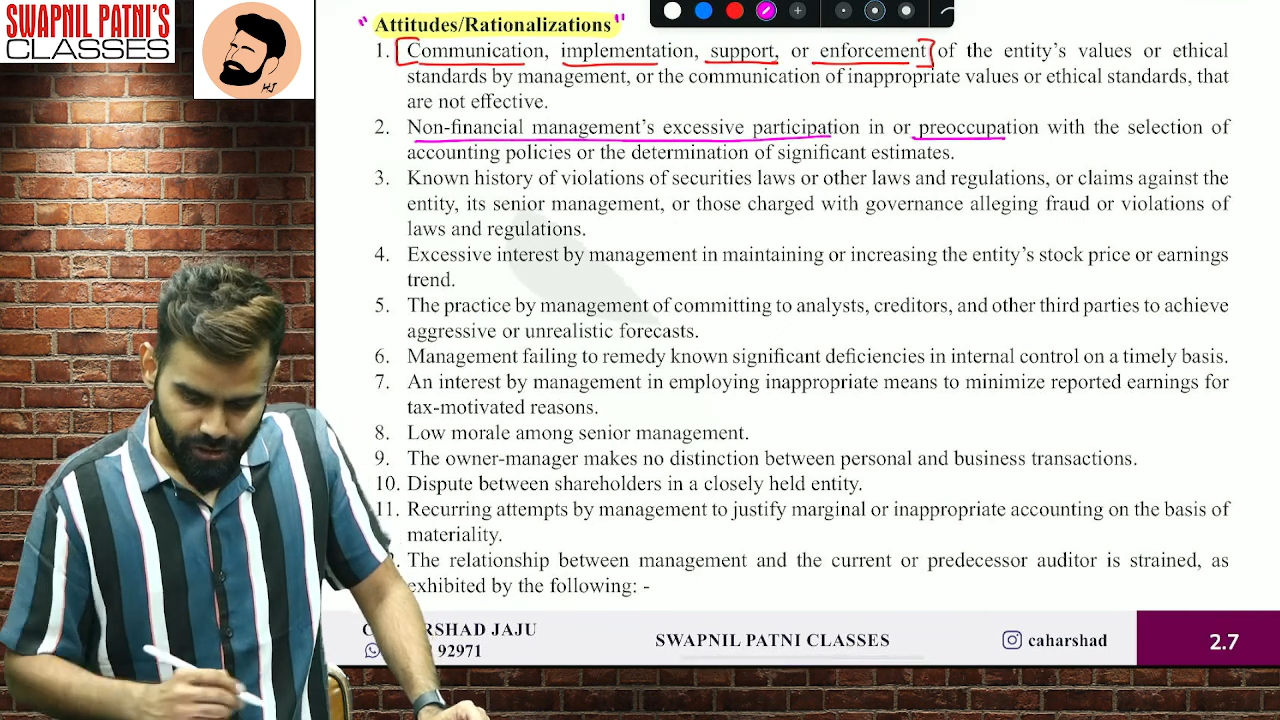 SWAPNIL PATNI'S
CLASSES
HJ
" Attitudes/Rationalizations "
1. [Communication, implementation, support or enforcement] of the entity's values or ethical
standards by management, or the communication of inappropriate values or ethical standards, that
are not effective.
2. Non-financial management's excessive participation in or preoccupation with the selection of
accounting policies or the determination of significant estimates.
3. Known history of violations of securities laws or other laws and regulations, or claims against the
entity, its senior management, or those charged with governance alleging fraud or violations of
laws and regulations.
4. Excessive interest by management in maintaining or increasing the entity's stock price or earnings
trend.
5. The practice by management of committing to analysts, creditors, and other third parties to achieve
aggressive or unrealistic forecasts.
6. Management failing to remedy known significant deficiencies in internal control on a timely basis.
7. An interest by management in employing inappropriate means to minimize reported earnings for
tax-motivated reasons.
8. Low morale among senior management.
9. The owner-manager makes no distinction between personal and business transactions.
10. Dispute between shareholders in a closely held entity.
11. Recurring attempts by management to justify marginal or inappropriate accounting on the basis of
materiality.
The relationship between management and the current or predecessor auditor is strained, as
exhibited by the following: -
RSHAD JAJU
92971
SWAPNIL PATNI CLASSES
caharshad
2.7